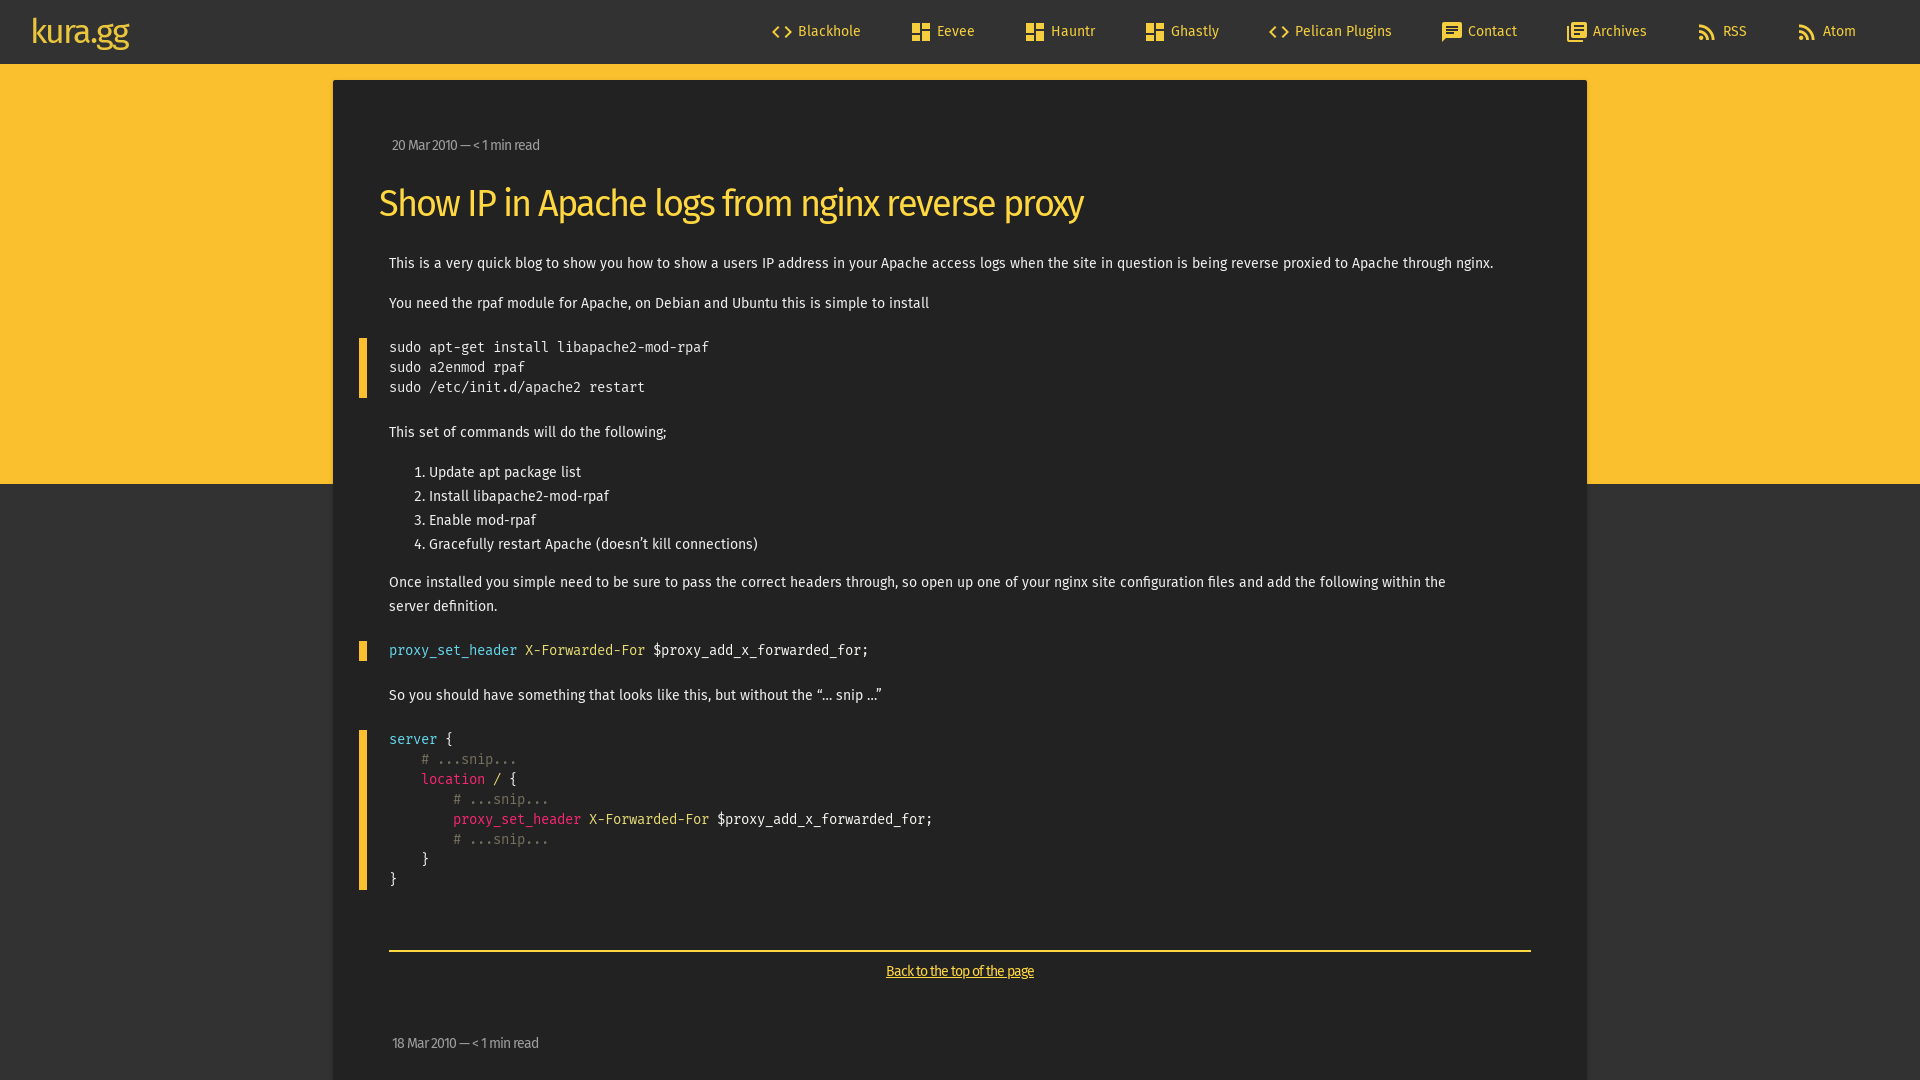 kura.gg
Blackhole
Eevee
Hauntr
Ghastly
Pelican Plugins
Contact
Archives
RSS
Atom
20 Mar 2010 — < 1 min read
Show IP in Apache logs from nginx reverse proxy
This is a very quick blog to show you how to show a users IP address in your Apache access logs when the site in question is being reverse proxied to Apache through nginx.
You need the rpaf module for Apache, on Debian and Ubuntu this is simple to install
sudo apt-get install libapache2-mod-rpaf
sudo a2enmod rpaf
sudo /etc/init.d/apache2 restart
This set of commands will do the following;
1. Update apt package list
2. Install libapache2-mod-rpaf
3. Enable mod-rpaf
4. Gracefully restart Apache (doesn’t kill connections)
Once installed you simple need to be sure to pass the correct headers through, so open up one of your nginx site configuration files and add the following within the
server definition.
proxy_set_header X-Forwarded-For $proxy_add_x_forwarded_for;
So you should have something that looks like this, but without the “… snip …”
server {
    # ...snip...
    location / {
        # ...snip...
        proxy_set_header X-Forwarded-For $proxy_add_x_forwarded_for;
        # ...snip...
    }
}
Back to the top of the page
18 Mar 2010 — < 1 min read